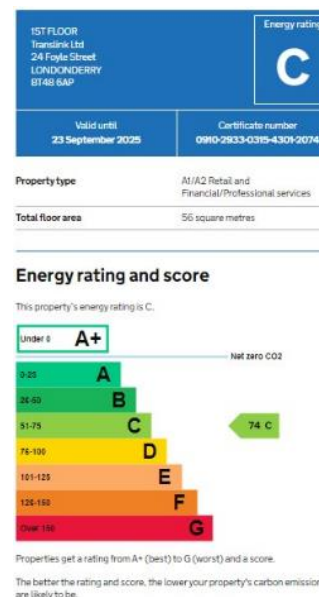 1ST FLOOR
Translink Ltd
24 Foyle Street
LONDONDERRY
BT48 6AP
Energy rating
C
Valid until
23 September 2025
Certificate number
0910-2933-0315-4301-2074
Property type
A1/A2 Retail and
Financial/Professional services
Total floor area
56 square metres
Energy rating and score
This property's energy rating is C.
Under 0 A+
Net zero CO2
0-25 A
26-50 B
51-75 C
74 C
76-100 D
101-125 E
126-150 F
Over 150 G
Properties get a rating from A+ (best) to G (worst) and a score.
The better the rating and score, the lower your property's carbon emission
are likely to be.